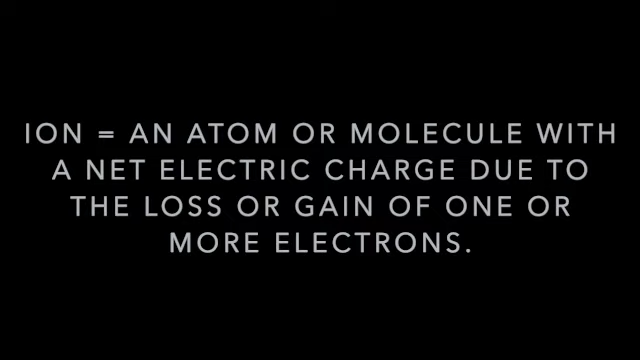 ION = AN ATOM OR MOLECULE WITH
A NET ELECTRIC CHARGE DUE TO
THE LOSS OR GAIN OF ONE OR
MORE ELECTRONS.